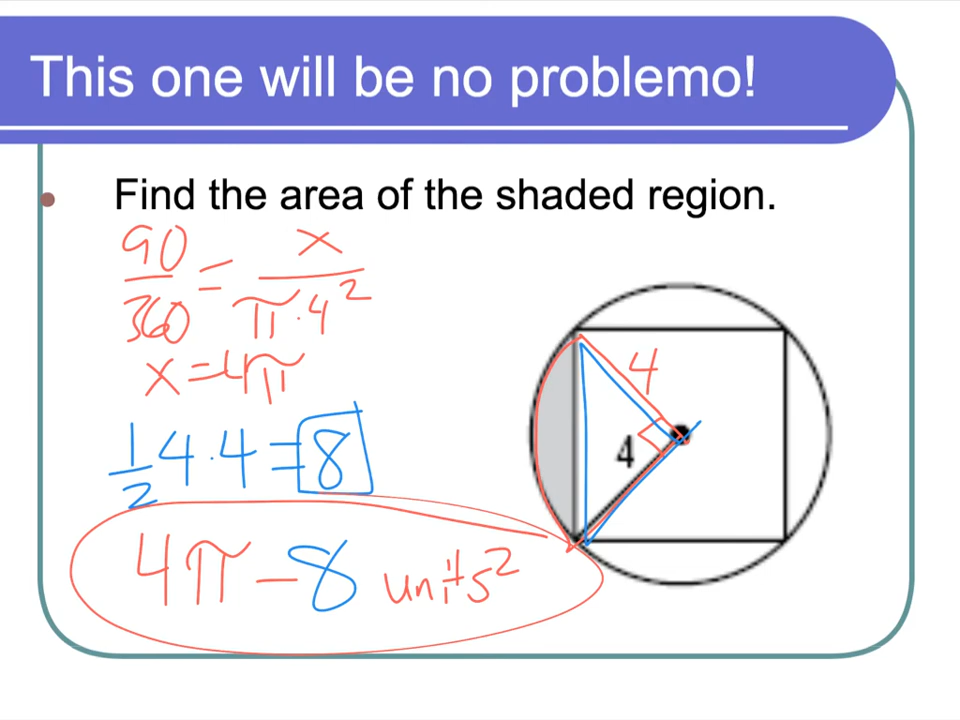 This one will be no problemo!
• Find the area of the shaded region.
90/360 = x/π·4²
x=4π
1/2 4·4=8
4π-8 units²
4
4